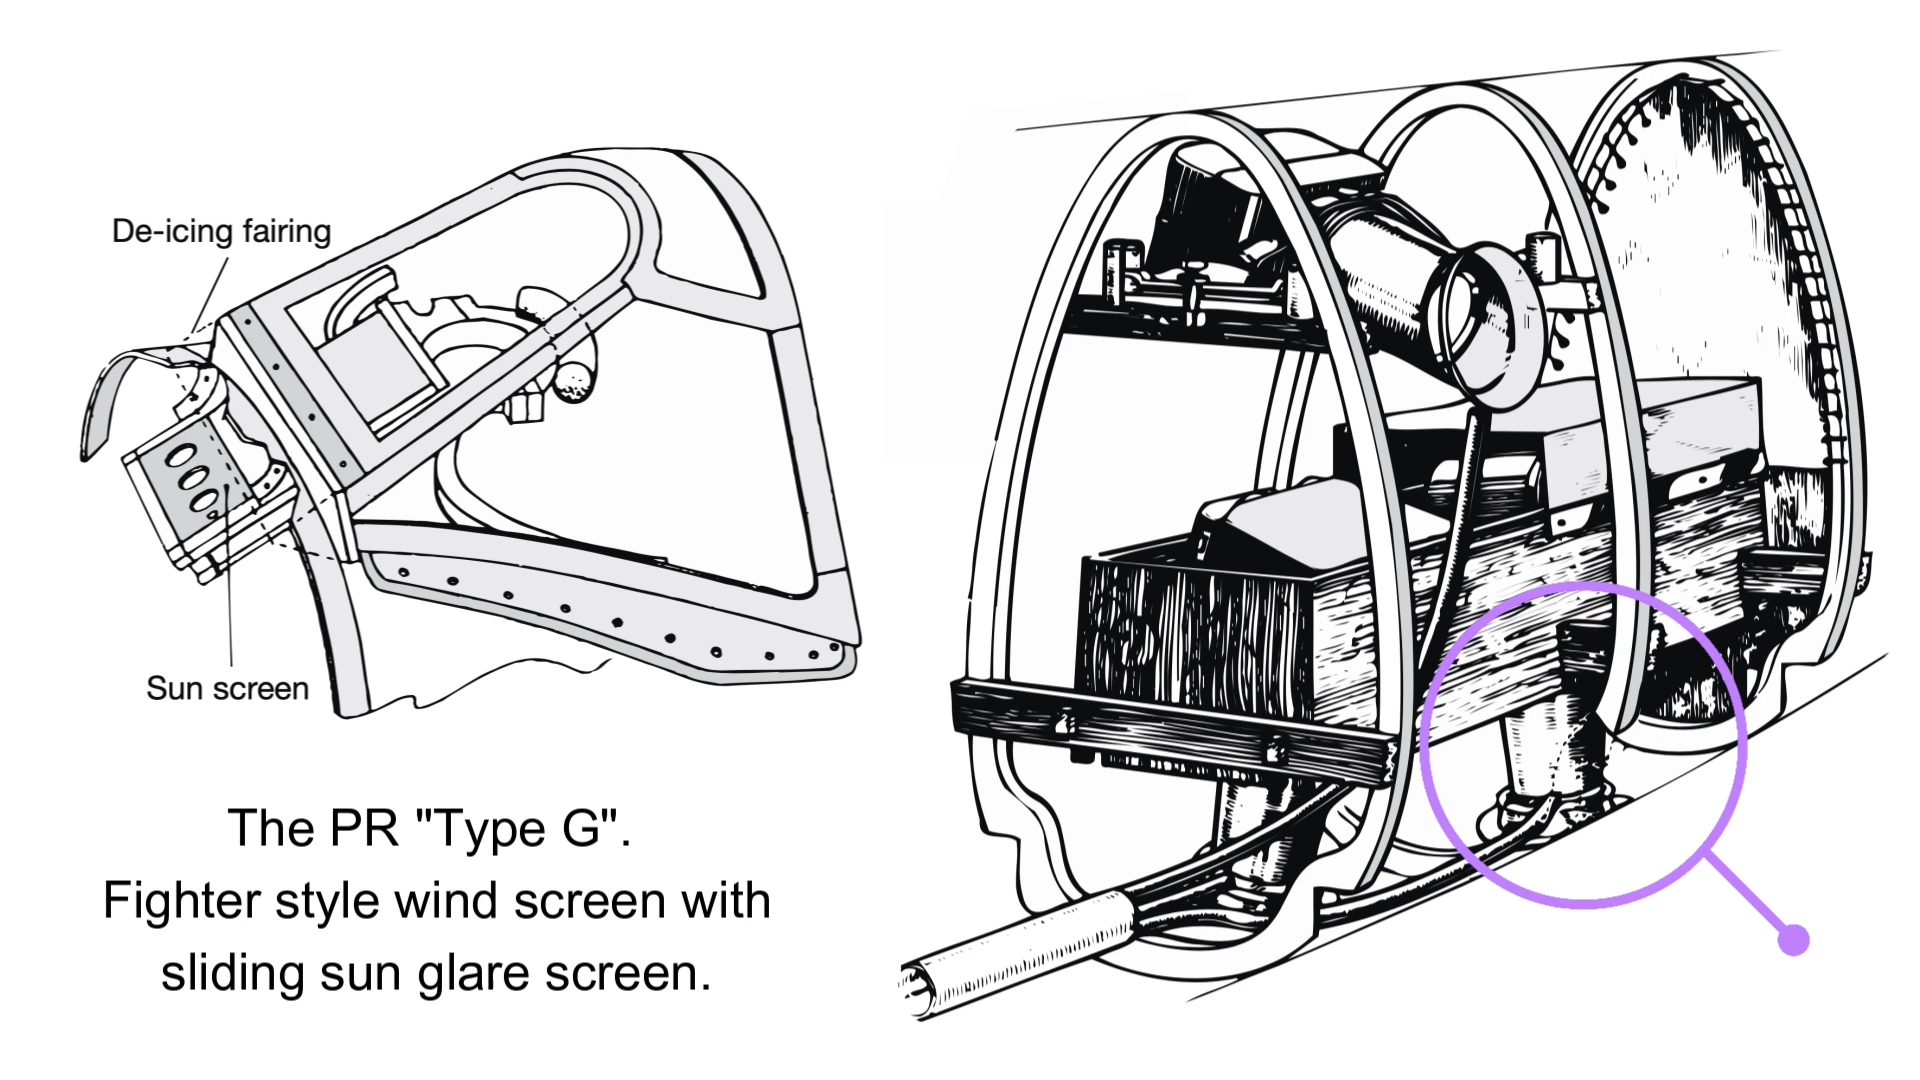 De-icing fairing
Sun screen
The PR "Type G".
Fighter style wind screen with
sliding sun glare screen.